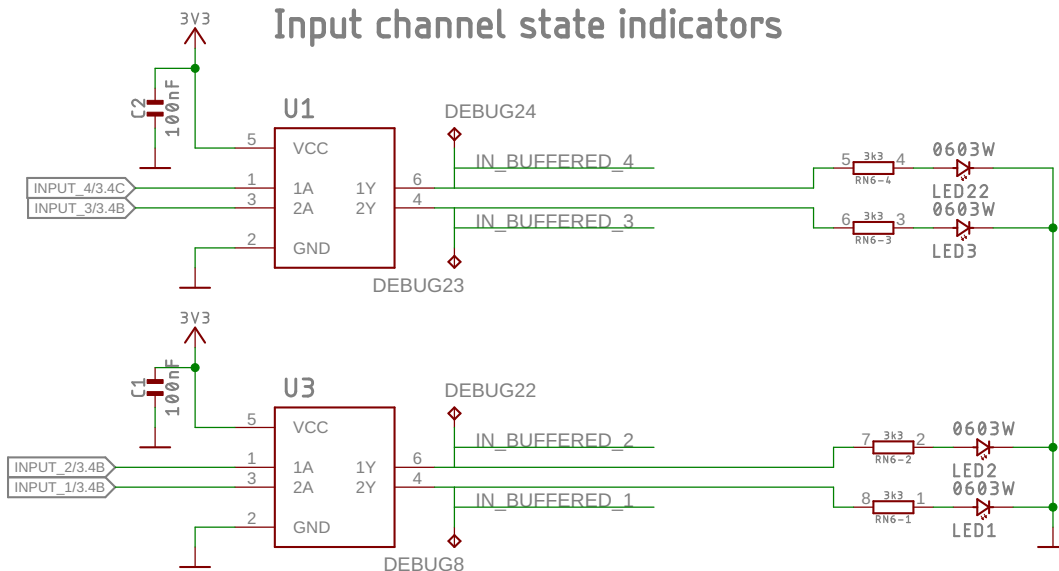 Input channel state indicators
3V3
C2
100nF
U1
DEBUG24
5
VCC
IN_BUFFERED_4
5
3k3
4
RN6-4
0603W
LED22
INPUT_4/3.4C
1
1A
1Y
6
INPUT_3/3.4B
3
2A
2Y
4
IN_BUFFERED_3
6
3k3
3
RN6-3
0603W
LED3
2
GND
DEBUG23
3V3
C1
100nF
U3
DEBUG22
5
VCC
IN_BUFFERED_2
7
3k3
2
RN6-2
0603W
LED2
INPUT_2/3.4B
1
1A
1Y
6
INPUT_1/3.4B
3
2A
2Y
4
IN_BUFFERED_1
8
3k3
1
RN6-1
0603W
LED1
2
GND
DEBUG8